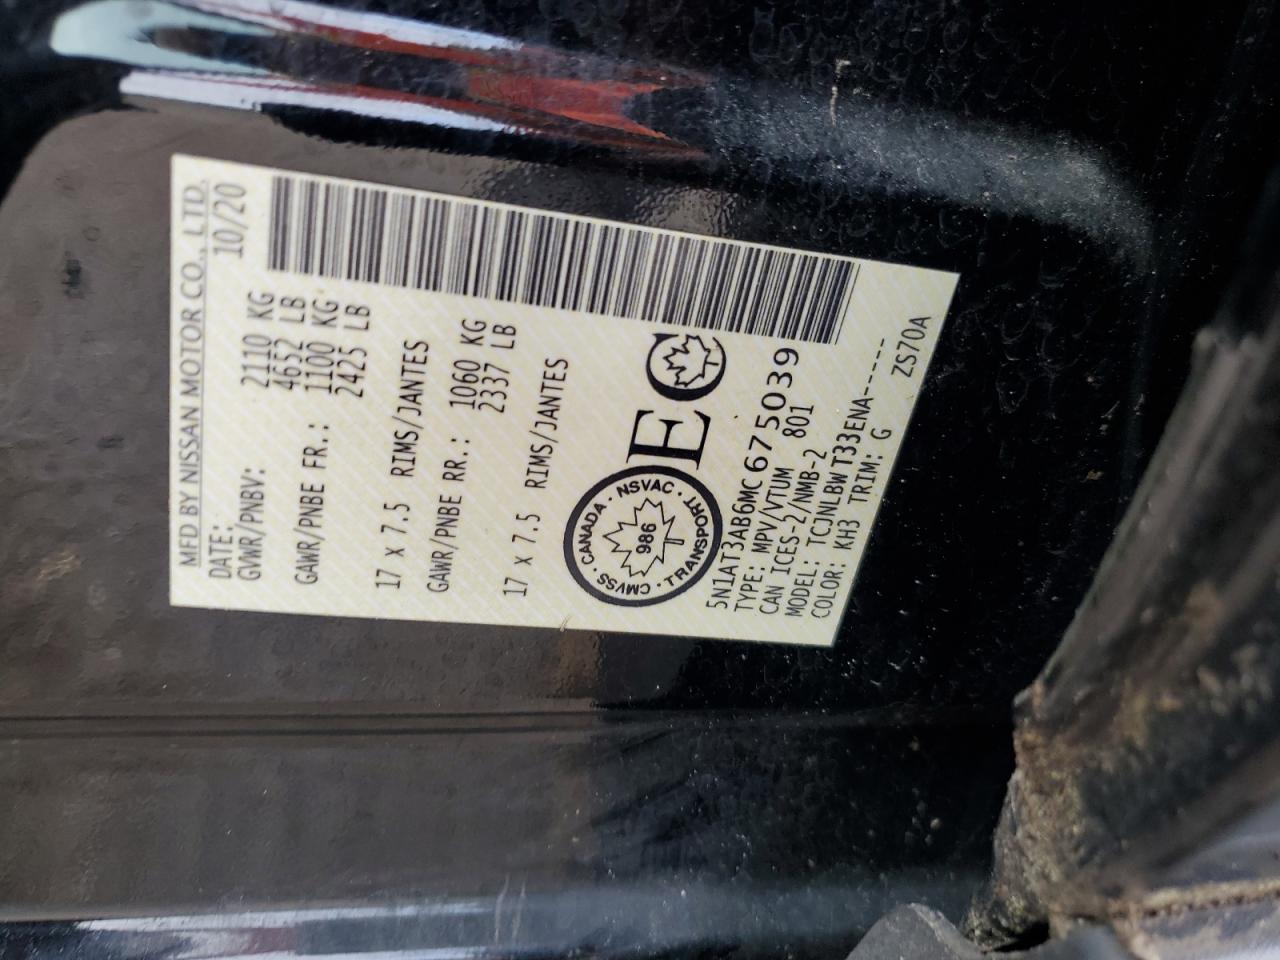 MFD BY NISSAN MOTOR CO., LTD.
DATE: 10/20
GVWR/PNBV: 2110 KG
4652 LB
GAWR/PNBE FR.: 1100 KG
2425 LB
17 X 7.5 RIMS/JANTES
GAWR/PNBE RR.: 1060 KG
2337 LB
17 X 7.5 RIMS/JANTES
CANADA · NSVAC · TRANSPORT · CMVSS ·
986
E C
5N1AT3AB6MC675039
TYPE: MPV/VTUM 801
CAN ICES-2/NMB-2
MODEL: TCJNLBWT33ENA------
COLOR: KH3 TRIM: G ZS70A